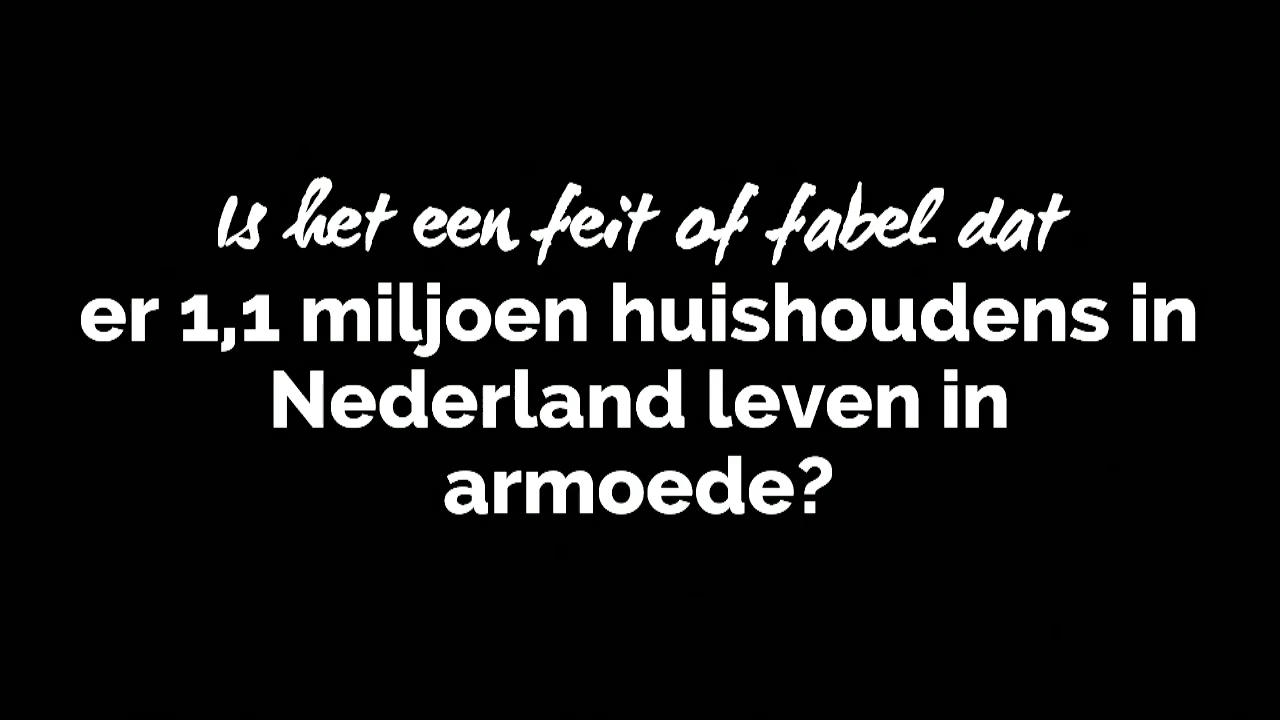 Is het een feit of fabel dat
er 1,1 miljoen huishoudens in
Nederland leven in
armoede?